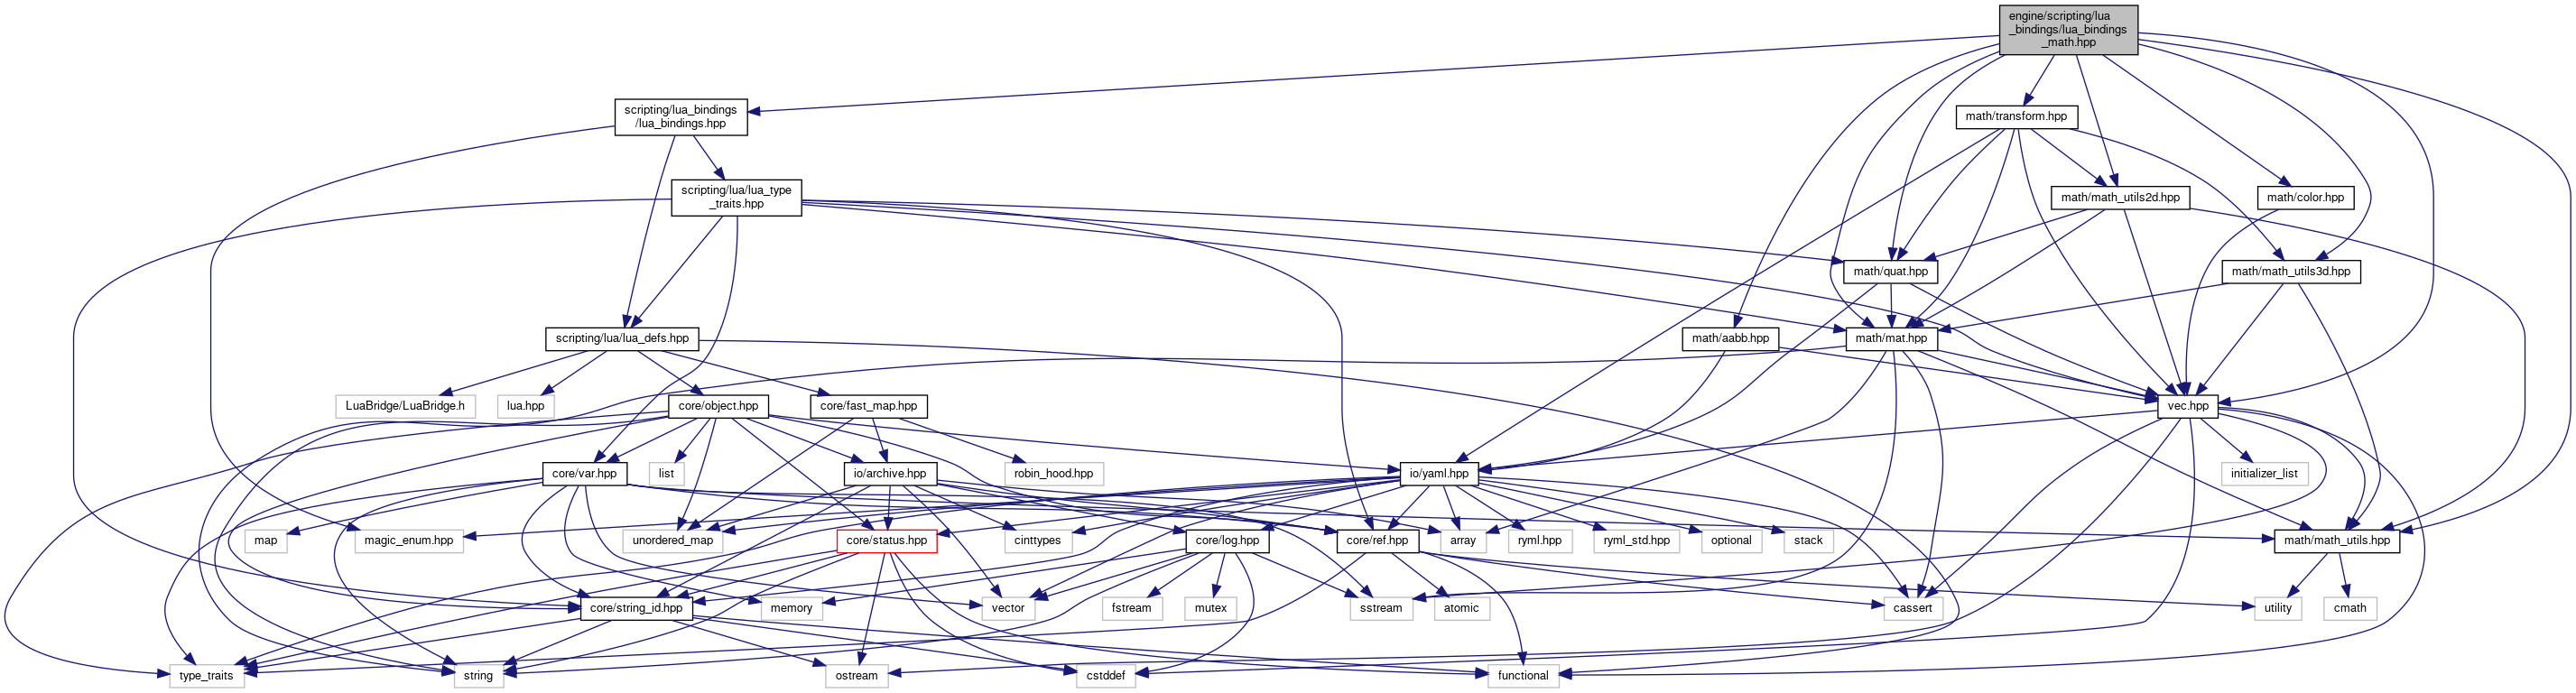 engine/scripting/lua
_bindings/lua_bindings
_math.hpp
scripting/lua_bindings
/lua_bindings.hpp
math/transform.hpp
scripting/lua/lua_type
_traits.hpp
math/math_utils2d.hpp
math/color.hpp
math/quat.hpp
math/math_utils3d.hpp
scripting/lua/lua_defs.hpp
math/aabb.hpp
math/mat.hpp
LuaBridge/LuaBridge.h
lua.hpp
core/object.hpp
core/fast_map.hpp
vec.hpp
core/var.hpp
list
io/archive.hpp
robin_hood.hpp
io/yaml.hpp
initializer_list
map
magic_enum.hpp
unordered_map
core/status.hpp
cinttypes
core/log.hpp
core/ref.hpp
array
ryml.hpp
ryml_std.hpp
optional
stack
math/math_utils.hpp
core/string_id.hpp
memory
vector
fstream
mutex
sstream
atomic
cassert
utility
cmath
type_traits
string
ostream
cstddef
functional